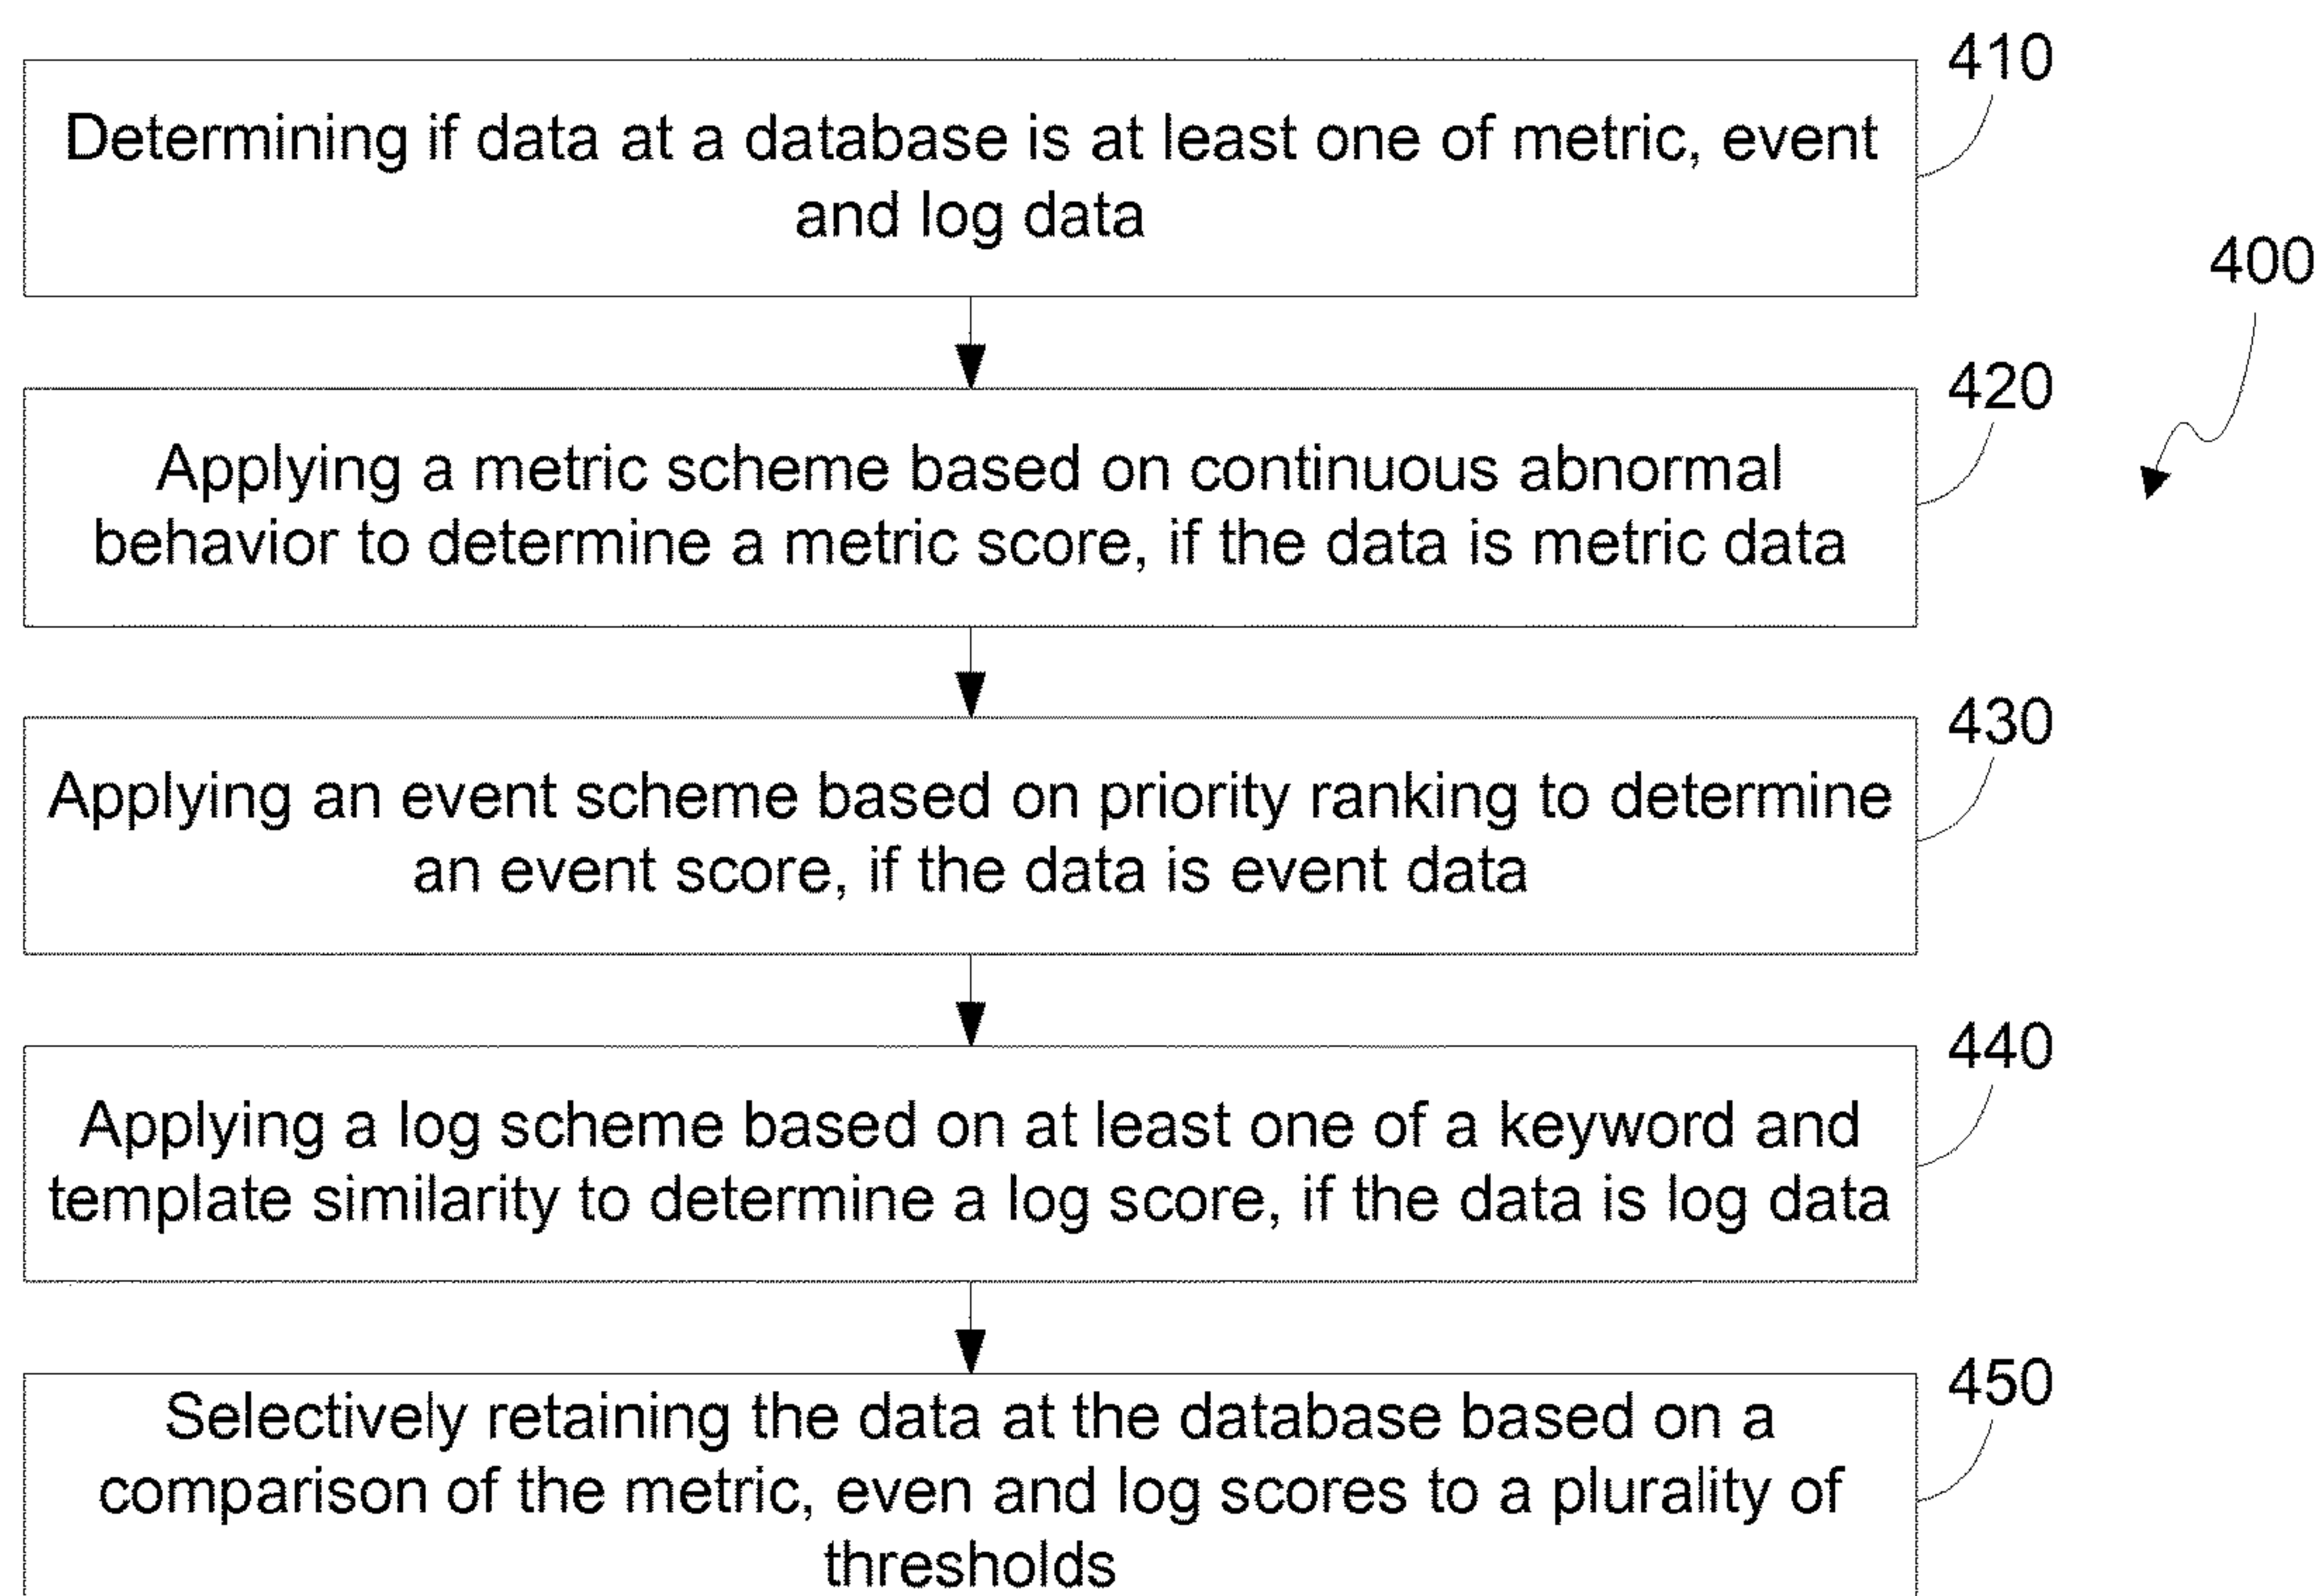 410
Determining if data at a database is at least one of metric, event
and log data
400
420
Applying a metric scheme based on continuous abnormal
behavior to determine a metric score, if the data is metric data
430
Applying an event scheme based on priority ranking to determine
an event score, if the data is event data
440
Applying a log scheme based on at least one of a keyword and
template similarity to determine a log score, if the data is log data
450
Selectively retaining the data at the database based on a
comparison of the metric, even and log scores to a plurality of
thresholds